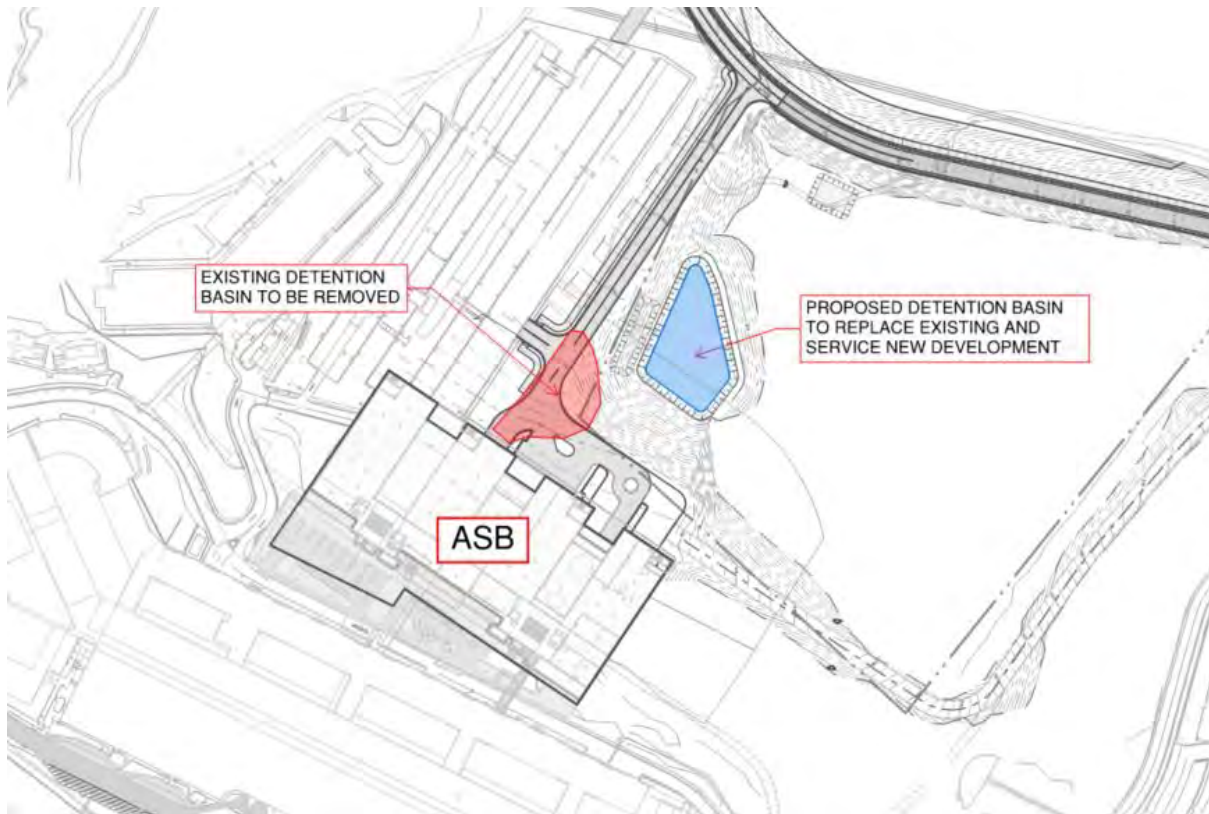 EXISTING DETENTION
BASIN TO BE REMOVED
PROPOSED DETENTION BASIN
TO REPLACE EXISTING AND
SERVICE NEW DEVELOPMENT
ASB